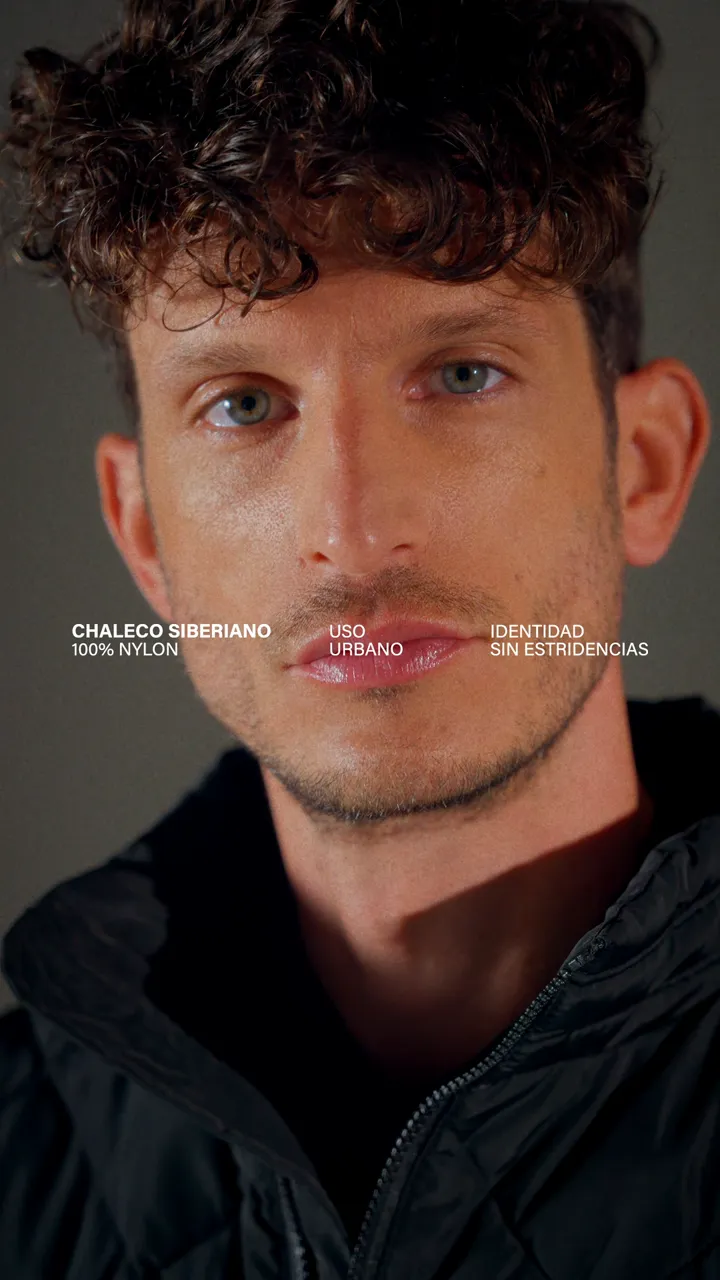 CHALECO SIBERIANO
100% NYLON
USO
URBANO
IDENTIDAD
SIN ESTRIDENCIAS